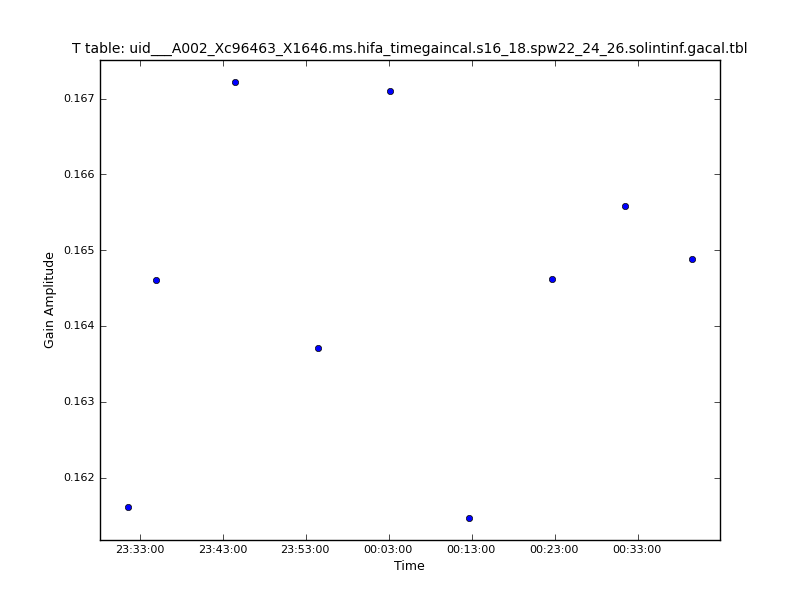 T table: uid___A002_Xc96463_X1646.ms.hifa_timegaincal.s16_18.spw22_24_26.solintinf.gacal.tbl
0.167
0.166
0.165
0.164
0.163
0.162
Gain Amplitude
23:33:00 23:43:00 23:53:00 00:03:00 00:13:00 00:23:00 00:33:00
Time